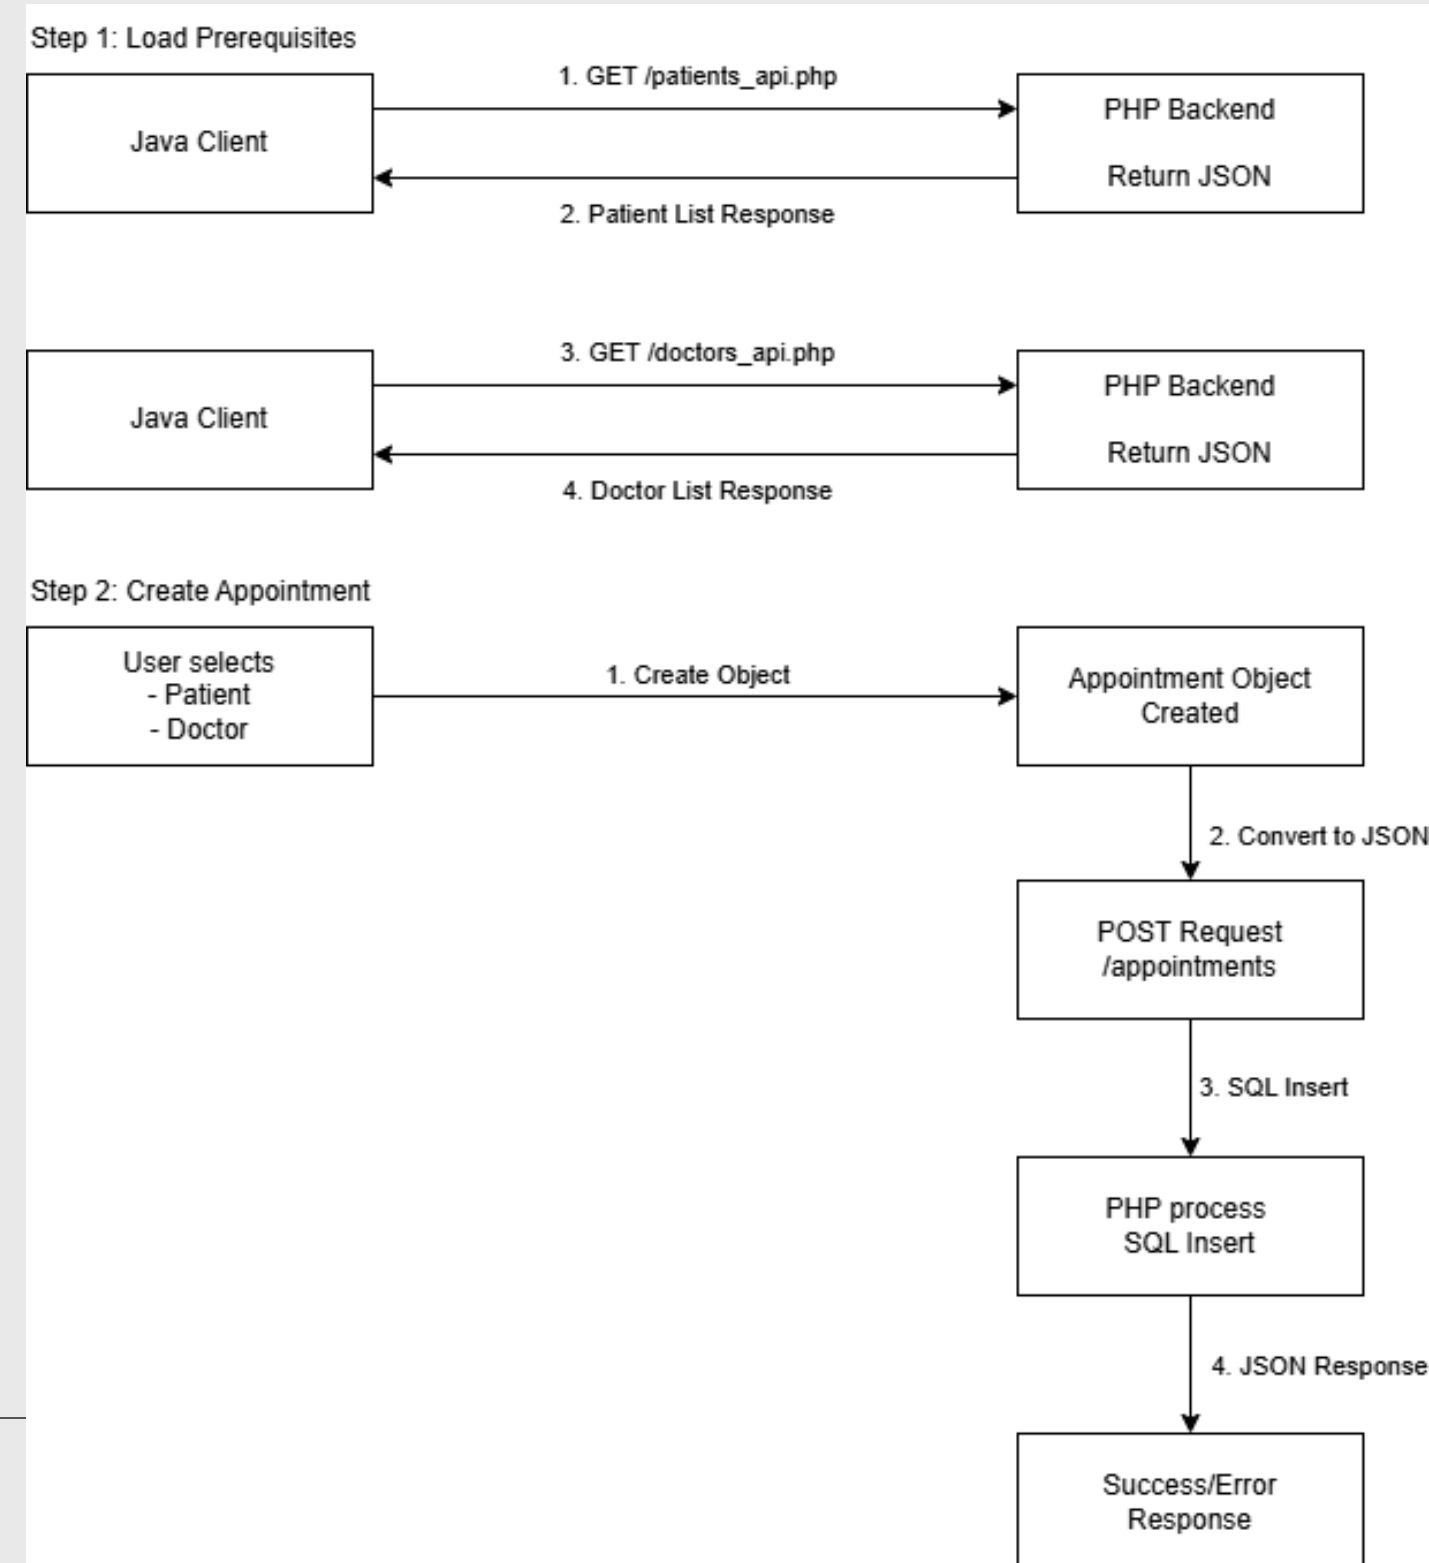 Step 1: Load Prerequisites
1. GET /patients_api.php
Java Client
PHP Backend
Return JSON
2. Patient List Response
3. GET /doctors_api.php
Java Client
PHP Backend
Return JSON
4. Doctor List Response
Step 2: Create Appointment
User selects
- Patient
- Doctor
1. Create Object
Appointment Object
Created
2. Convert to JSON
POST Request
/appointments
3. SQL Insert
PHP process
SQL Insert
4. JSON Response
Success/Error
Response